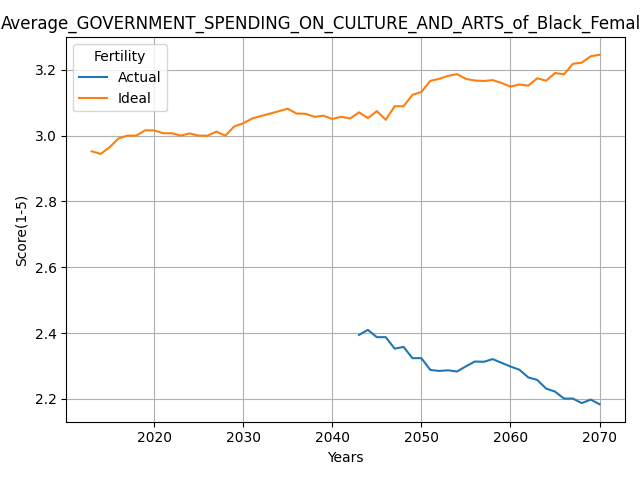 Average_GOVERNMENT_SPENDING_ON_CULTURE_AND_ARTS_of_Black_Femal
Fertility
Actual
Ideal
Score(1-5)
3.2
3.0
2.8
2.6
2.4
2.2
2020 2030 2040 2050 2060 2070
Years